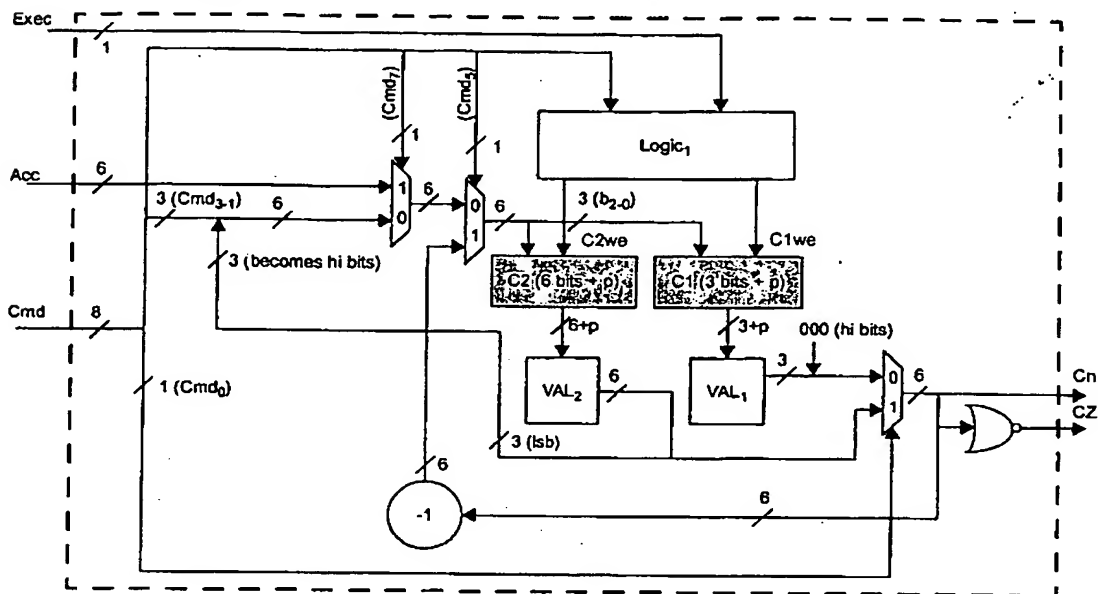 Exec
1
(Cmd₇)
(Cmd₅)
1
1
Logic₁
Acc
6
1
0
6
0
1
6
3 (Cmd₃₋₁)
6
3 (b₂₋₀)
C2we
C1we
3 (becomes hi bits)
C2 (6 bits + p)
C1 (3 bits + p)
Cmd
8
6+p
3+p
000 (hi bits)
1 (Cmd₀)
VAL₂
6
VAL₁
3
0
1
6
Cn
CZ
3 (lsb)
6
-1
6